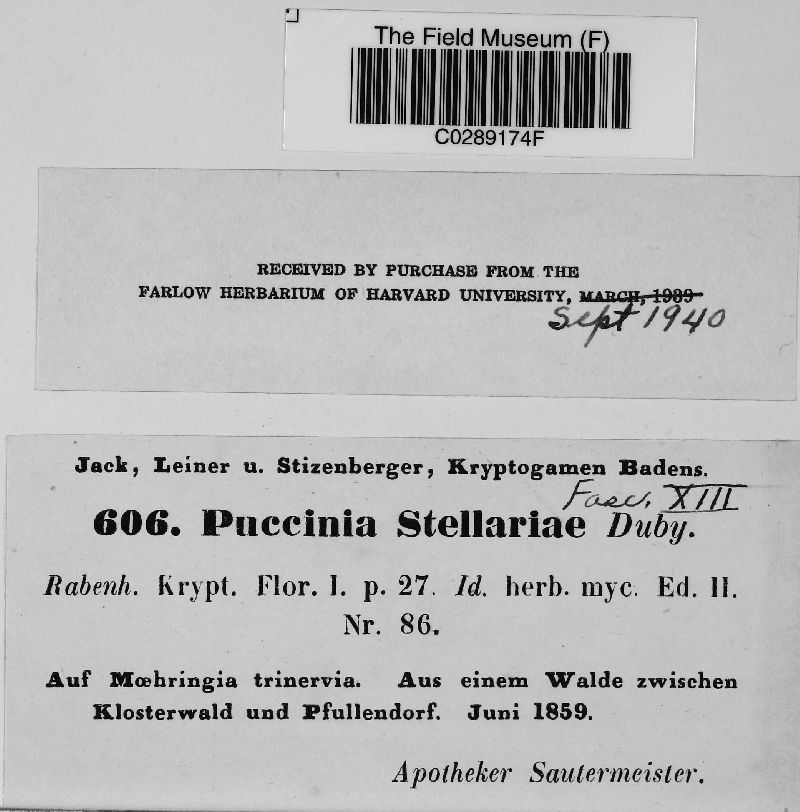 The Field Museum (F)
C0289174F
RECEIVED BY PURCHASE FROM THE
FARLOW HERBARIUM OF HARVARD UNIVERSITY, MARCH, 1939
Sept 1940
Jack, Leiner u. Stizenberger, Kryptogamen Badens.
Fasc. XIII
606. Puccinia Stellariae Duby.
Rabenh. Krypt. Flor. I. p. 27. Id. herb. myc. Ed. II.
Nr. 86.
Auf Mœhringia trinervia. Aus einem Walde zwischen
Klosterwald und Pfullendorf. Juni 1859.
Apotheker Sautermeister.